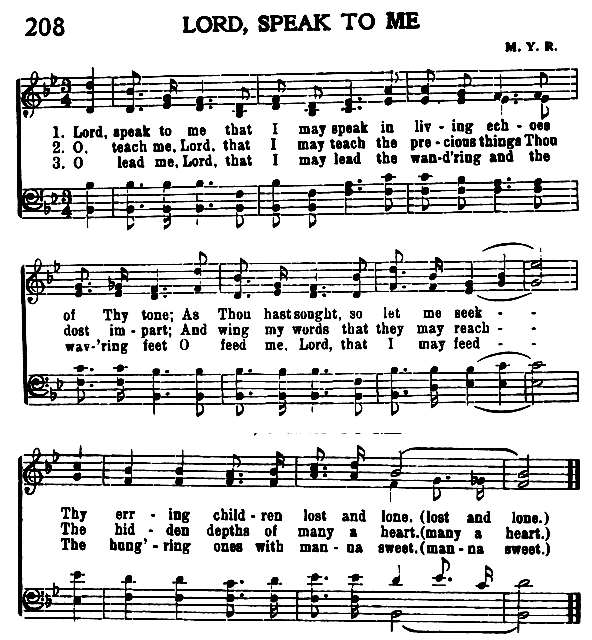 208
LORD, SPEAK TO ME
M. Y. R.
1. Lord, speak to me that I may speak in liv - ing ech - oes
2. O, teach me, Lord, that I may teach the pre - cious things Thou
3. O lead me, Lord, that I may lead the wand'ring and the
of Thy tone; As Thou hast sought, so let me seek - - -
dost im - part; And wing my words that they may reach - - -
wav-'ring feet O feed me, Lord, that I may feed - - -
Thy err - ing chil - dren lost and lone. (lost and lone.)
The hid - den depths of many a heart. (many a heart.)
The hung' - ring ones with man - na sweet. (man - na sweet.)